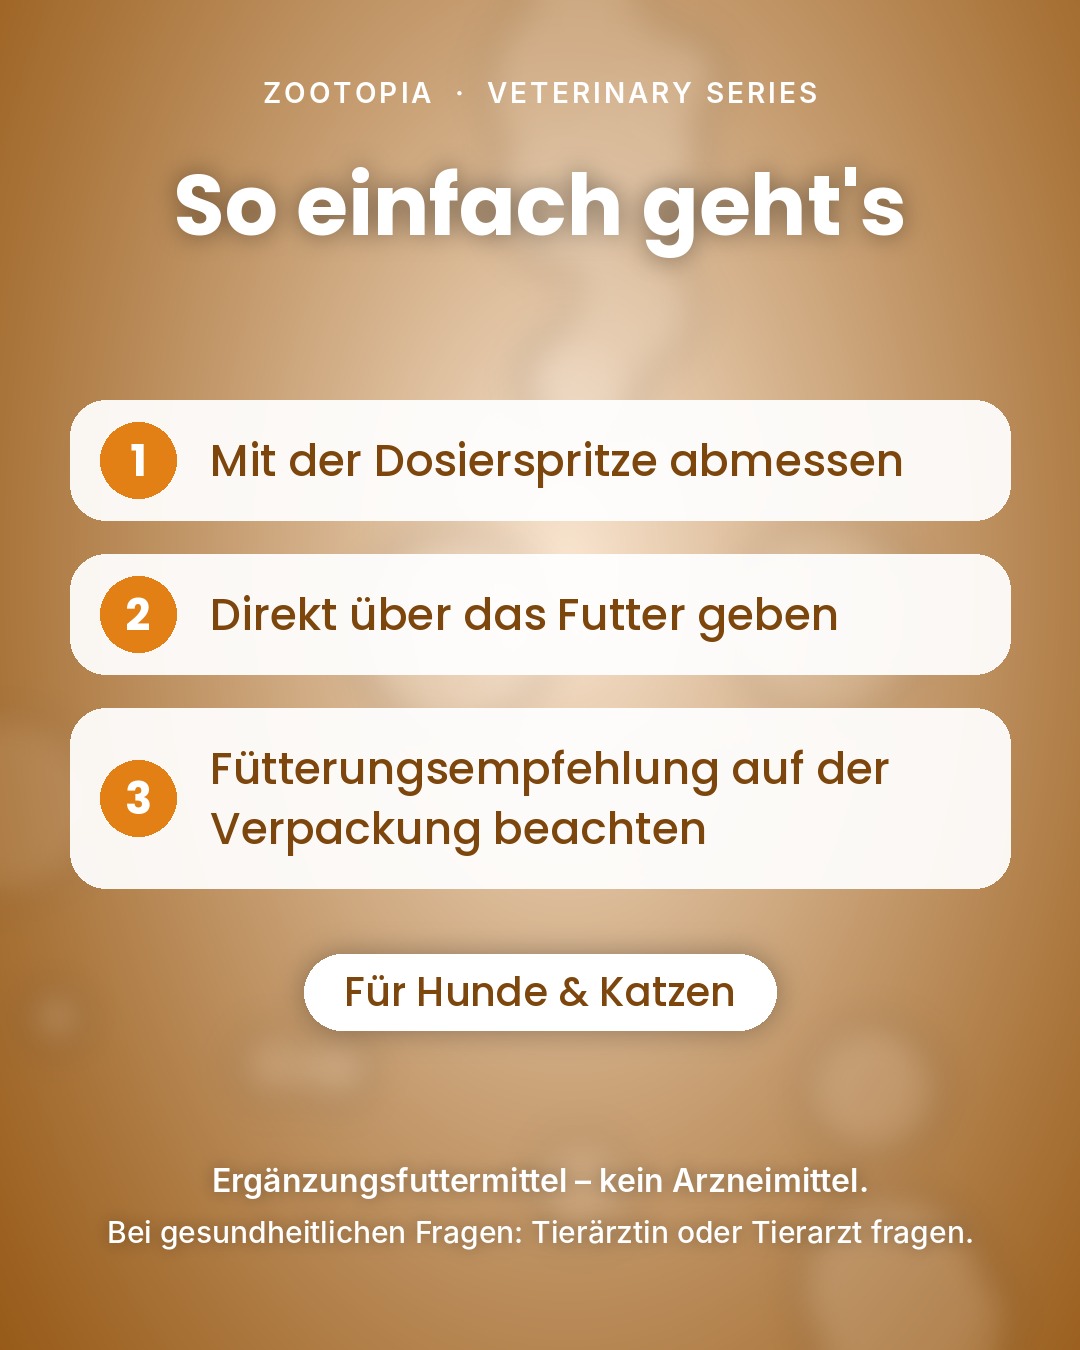 ZOOTOPIA · VETERINARY SERIES
So einfach geht's
1 Mit der Dosierspritze abmessen
2 Direkt über das Futter geben
3 Fütterungsempfehlung auf der
Verpackung beachten
Für Hunde & Katzen
Ergänzungsfuttermittel – kein Arzneimittel.
Bei gesundheitlichen Fragen: Tierärztin oder Tierarzt fragen.